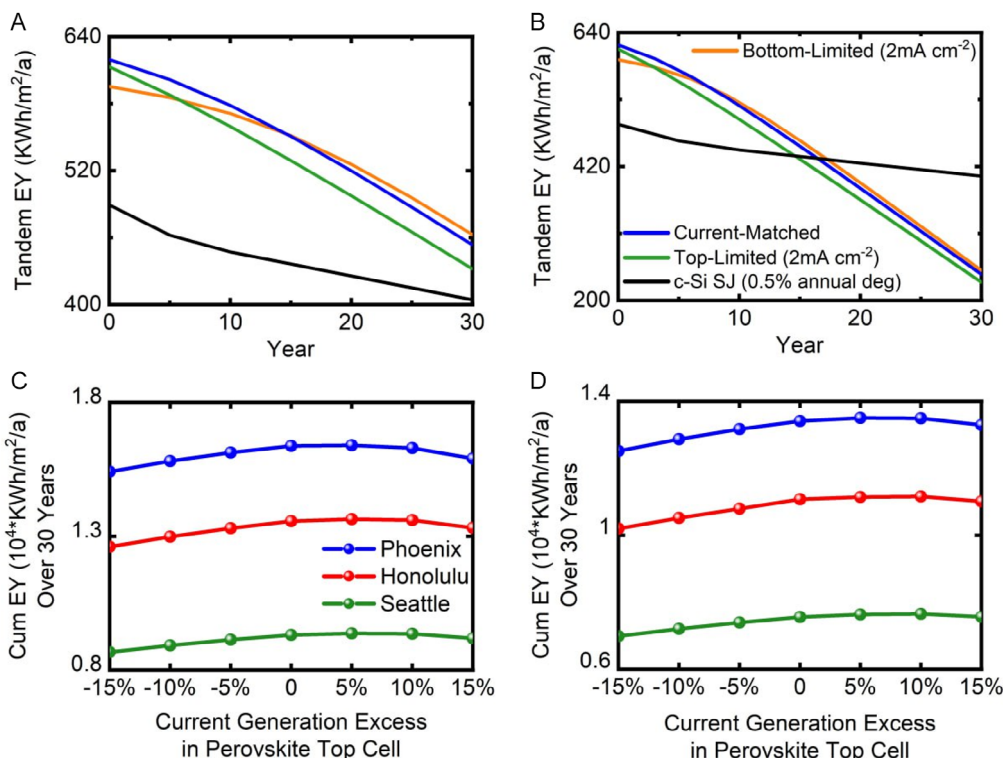 A
640
520
400
Tandem EY (KWh/m²/a)
0
10
20
30
Year
B
640
420
200
Tandem EY (KWh/m²/a)
Bottom-Limited (2mA cm⁻²)
Current-Matched
Top-Limited (2mA cm⁻²)
c-Si SJ (0.5% annual deg)
0
10
20
30
Year
C
1.8
1.3
0.8
Cum EY (10⁴*KWh/m²/a)
Over 30 Years
Phoenix
Honolulu
Seattle
-15%
-10%
-5%
0
5%
10%
15%
Current Generation Excess
in Perovskite Top Cell
D
1.4
1
0.6
Cum EY (10⁴*KWh/m²/a)
Over 30 Years
-15%
-10%
-5%
0
5%
10%
15%
Current Generation Excess
in Perovskite Top Cell